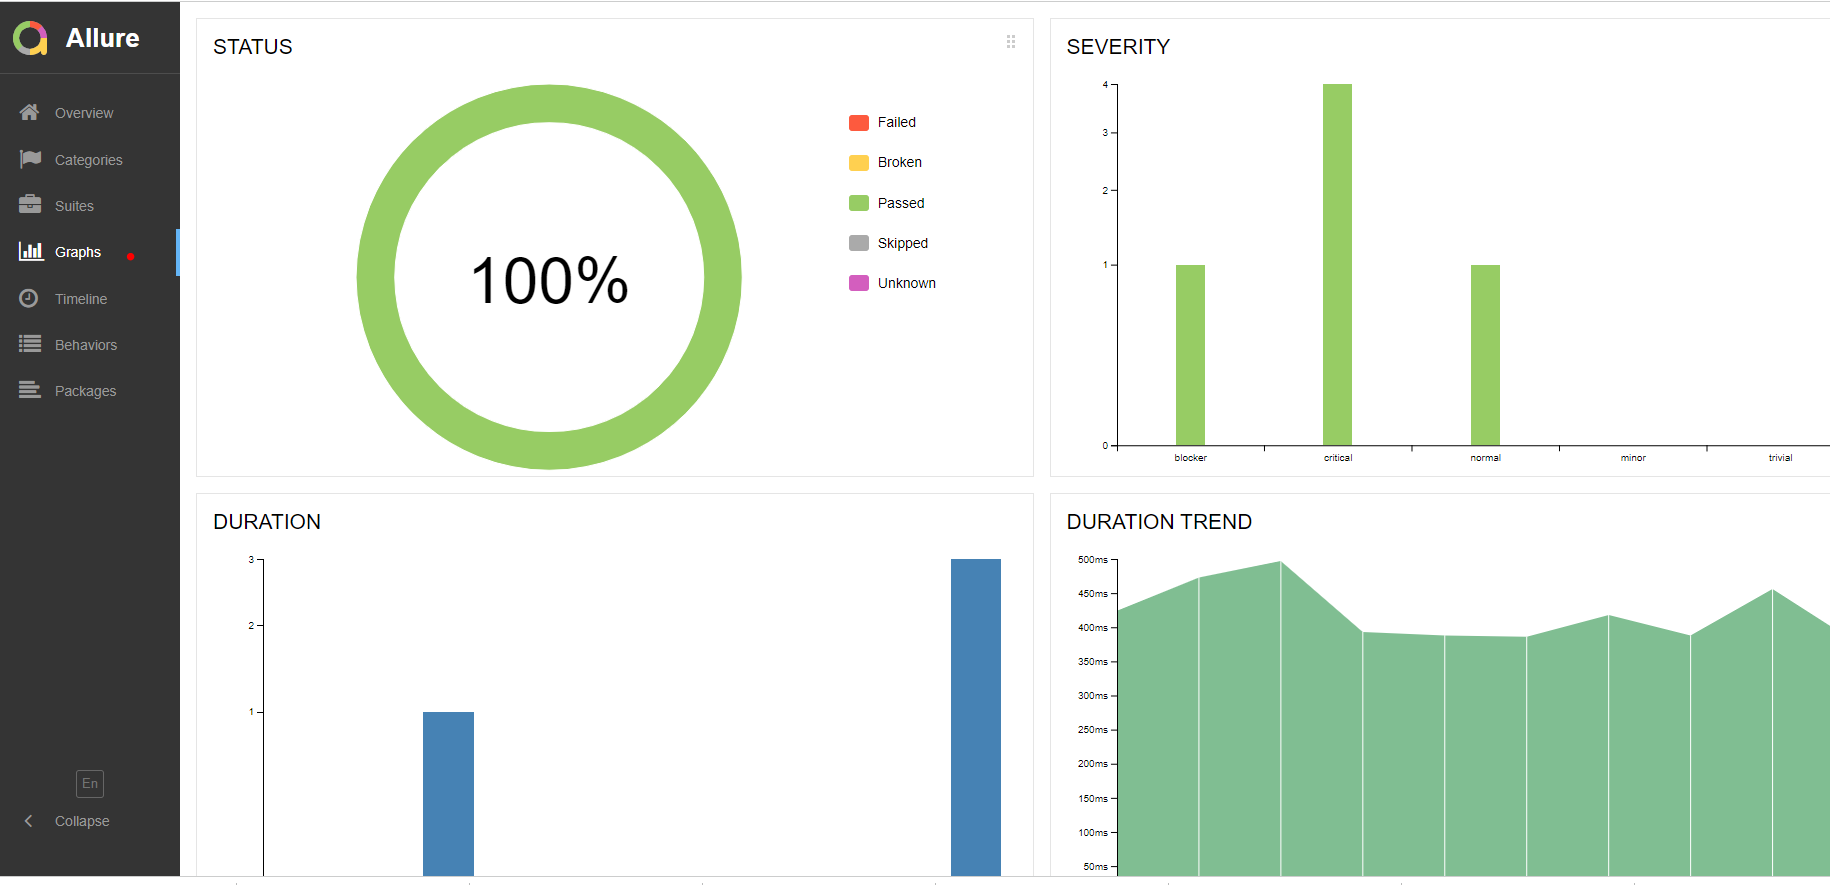 Allure
Overview
Categories
Suites
Graphs
Timeline
Behaviors
Packages
En
Collapse
STATUS
100%
Failed
Broken
Passed
Skipped
Unknown
SEVERITY
4
3
2
1
0
blocker
critical
normal
minor
trivial
DURATION
3
2
1
DURATION TREND
500ms
450ms
400ms
350ms
300ms
250ms
200ms
150ms
100ms
50ms